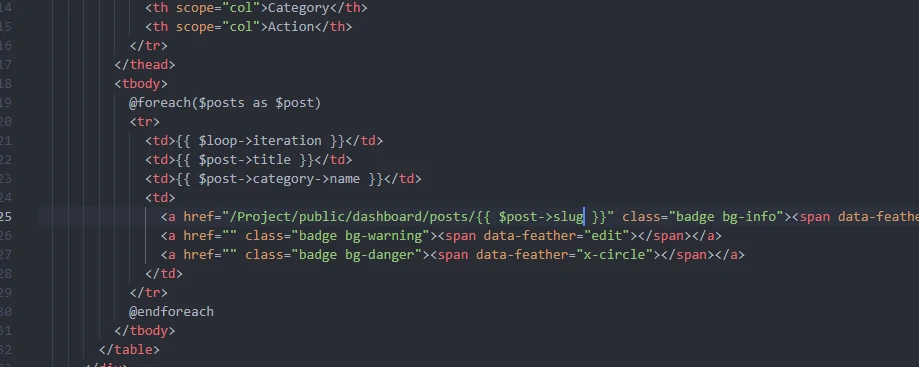 14 <th scope="col">Category</th>
15 <th scope="col">Action</th>
16 </tr>
17 </thead>
18 <tbody>
19 @foreach($posts as $post)
20 <tr>
21 <td>{{ $loop->iteration }}</td>
22 <td>{{ $post->title }}</td>
23 <td>{{ $post->category->name }}</td>
24 <td>
25 <a href="/Project/public/dashboard/posts/{{ $post->slug }}" class="badge bg-info"><span data-feathe
26 <a href="" class="badge bg-warning"><span data-feather="edit"></span></a>
27 <a href="" class="badge bg-danger"><span data-feather="x-circle"></span></a>
28 </td>
29 </tr>
30 @endforeach
31 </tbody>
32 </table>